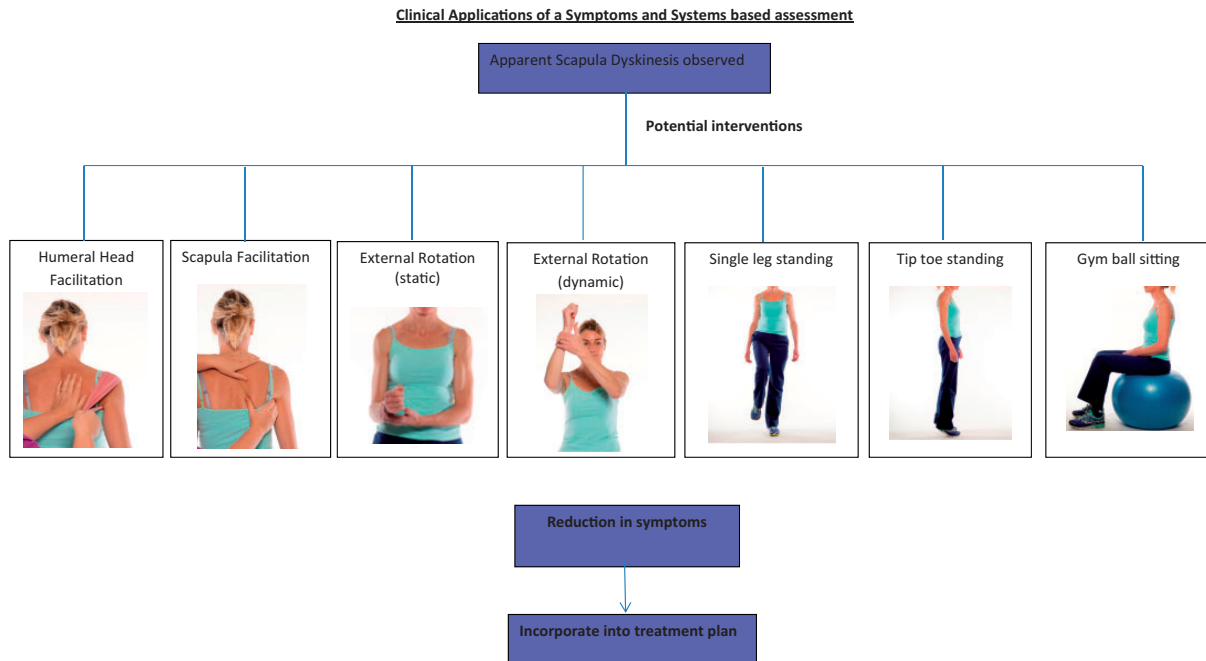 Clinical Applications of a Symptoms and Systems based assessment
Apparent Scapula Dyskinesis observed
Potential interventions
Humeral Head
Facilitation
Scapula Facilitation
External Rotation
(static)
External Rotation
(dynamic)
Single leg standing
Tip toe standing
Gym ball sitting
Reduction in symptoms
Incorporate into treatment plan